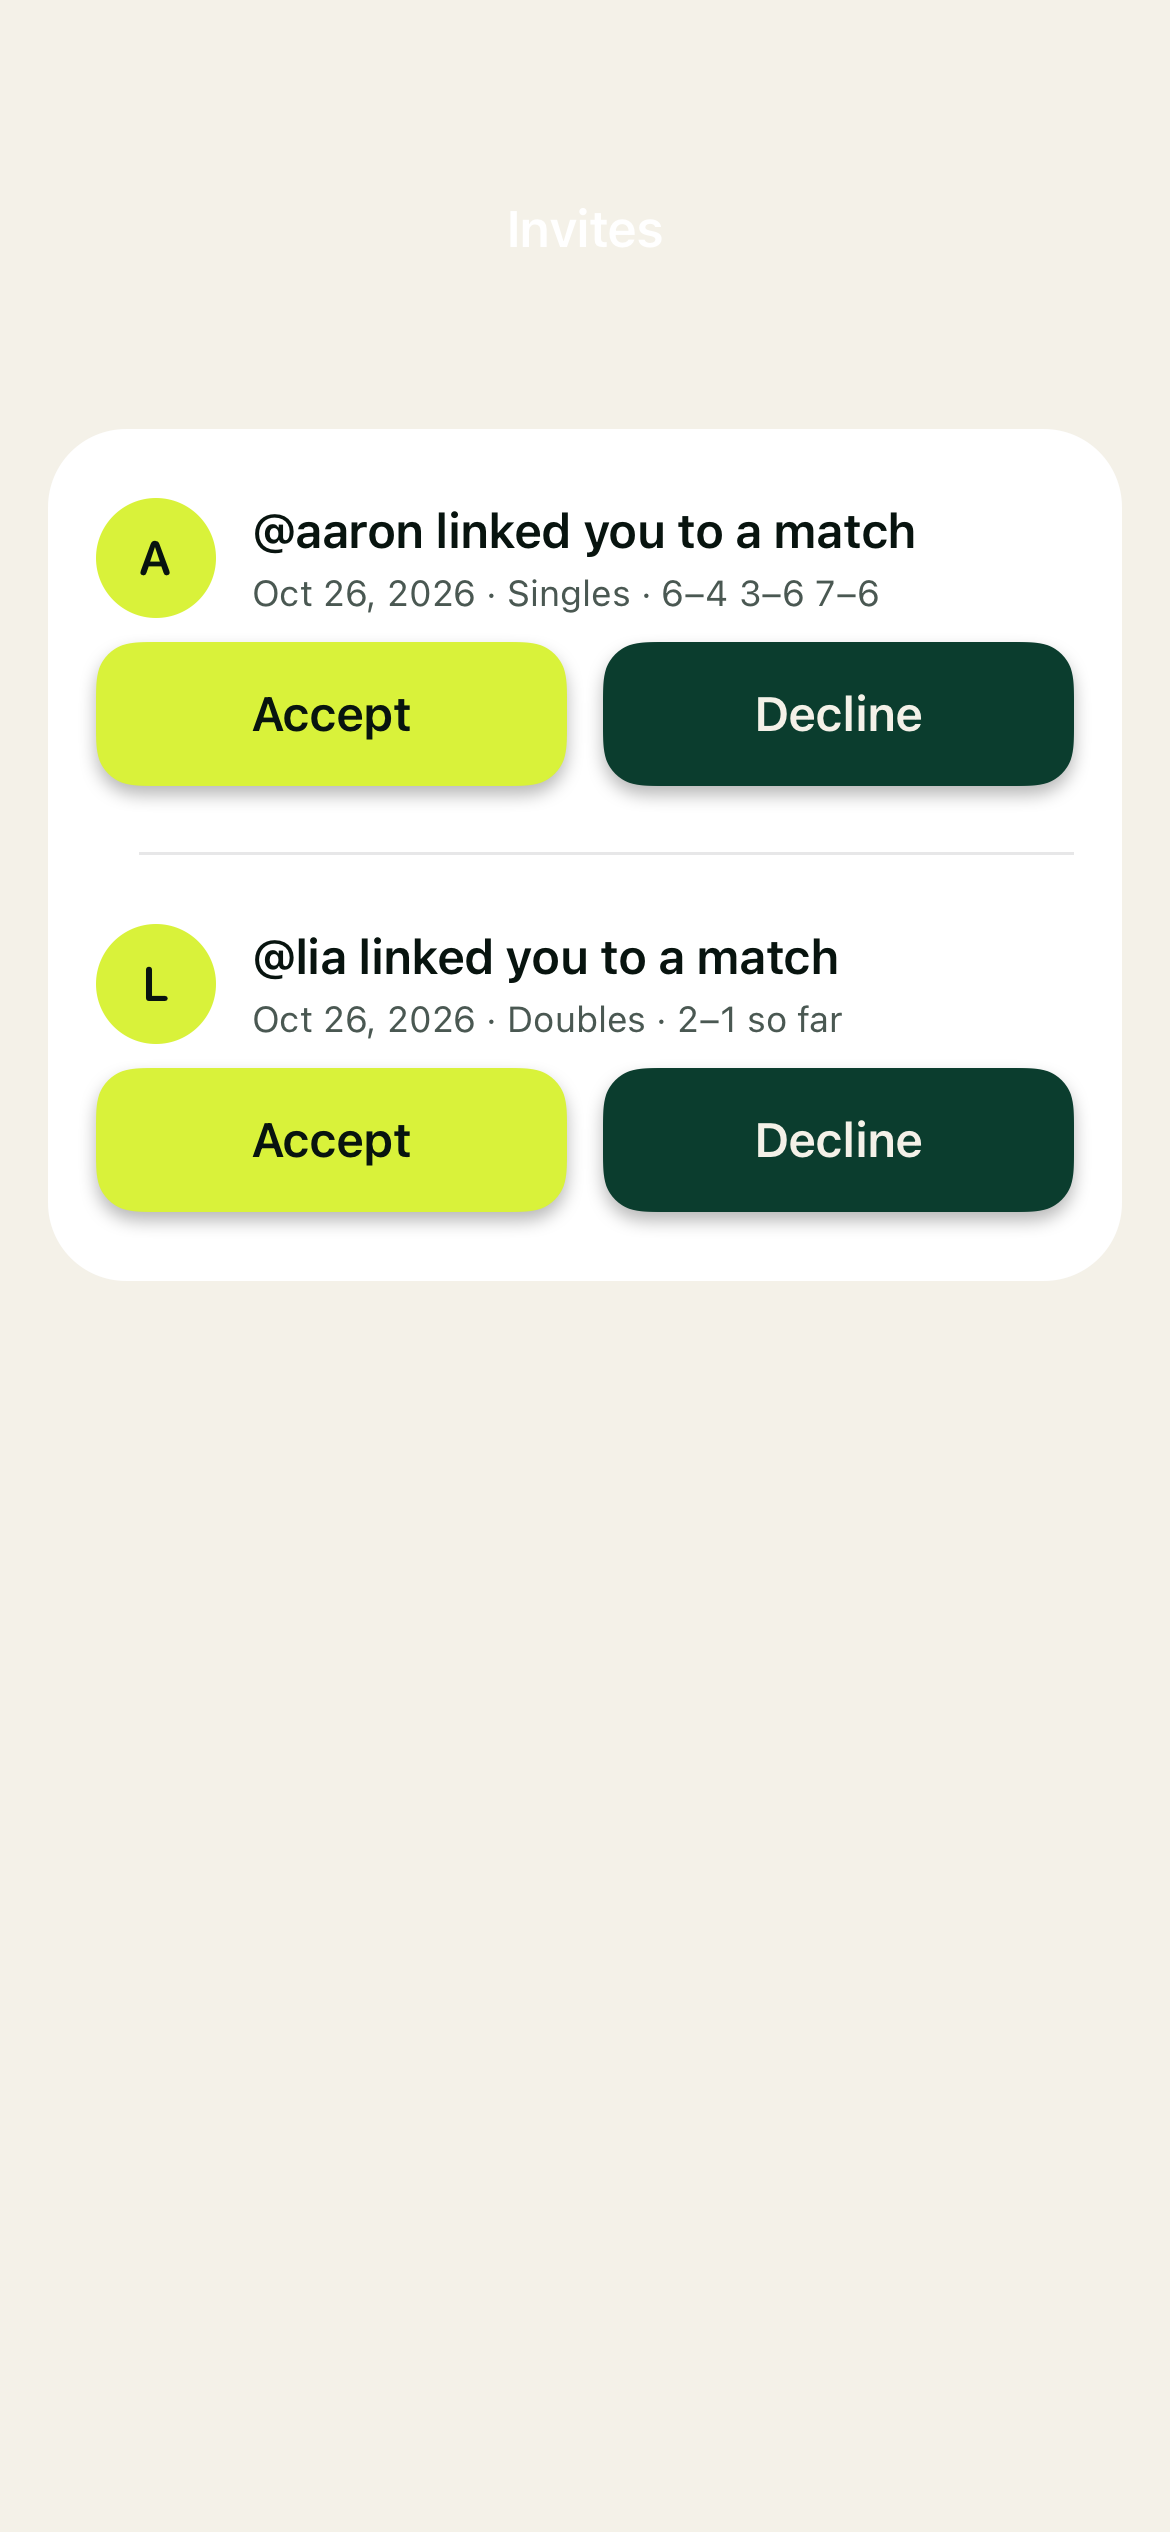 Invites
A
@aaron linked you to a match
Oct 26, 2026 · Singles · 6–4 3–6 7–6
Accept
Decline
L
@lia linked you to a match
Oct 26, 2026 · Doubles · 2–1 so far
Accept
Decline